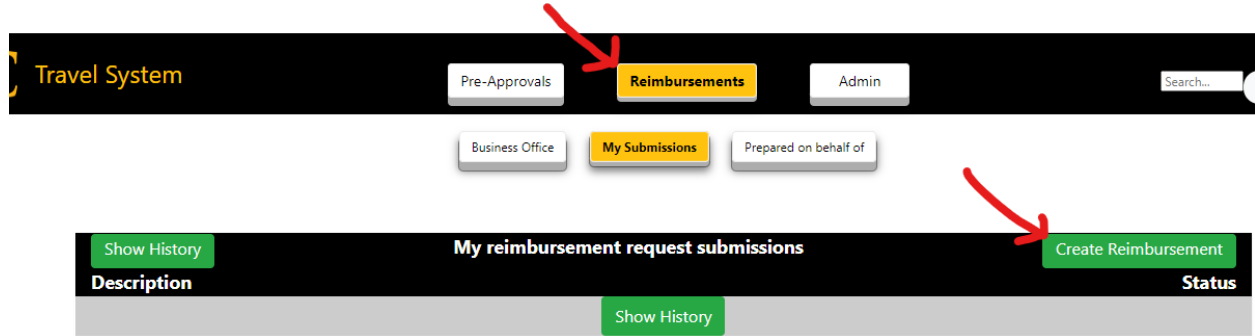 Travel System
Pre-Approvals Reimbursements Admin Search...
Business Office My Submissions Prepared on behalf of
Show History My reimbursement request submissions Create Reimbursement
Description Status
Show History